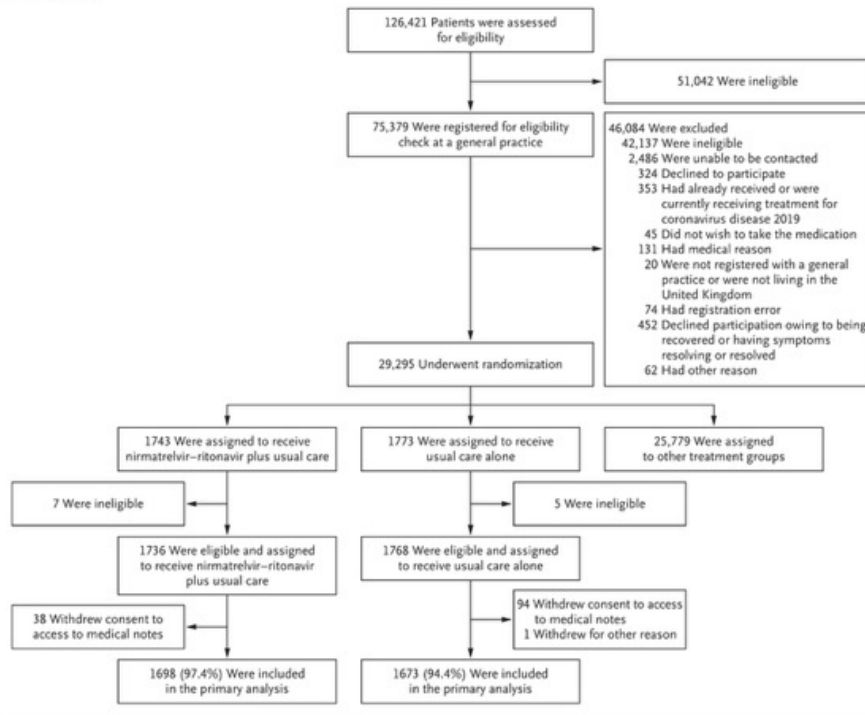 126,421 Patients were assessed
for eligibility
51,042 Were ineligible
75,379 Were registered for eligibility
check at a general practice
46,084 Were excluded
42,137 Were ineligible
2,486 Were unable to be contacted
324 Declined to participate
353 Had already received or were
currently receiving treatment for
coronavirus disease 2019
45 Did not wish to take the medication
131 Had medical reason
20 Were not registered with a general
practice or were not living in the
United Kingdom
74 Had registration error
452 Declined participation owing to being
recovered or having symptoms
resolving or resolved
62 Had other reason
29,295 Underwent randomization
1743 Were assigned to receive
nirmatrelvir–ritonavir plus usual care
1773 Were assigned to receive
usual care alone
25,779 Were assigned
to other treatment groups
7 Were ineligible
5 Were ineligible
1736 Were eligible and assigned
to receive nirmatrelvir–ritonavir
plus usual care
1768 Were eligible and assigned
to receive usual care alone
38 Withdrew consent to
access to medical notes
94 Withdrew consent to access
to medical notes
1 Withdrew for other reason
1698 (97.4%) Were included
in the primary analysis
1673 (94.4%) Were included
in the primary analysis